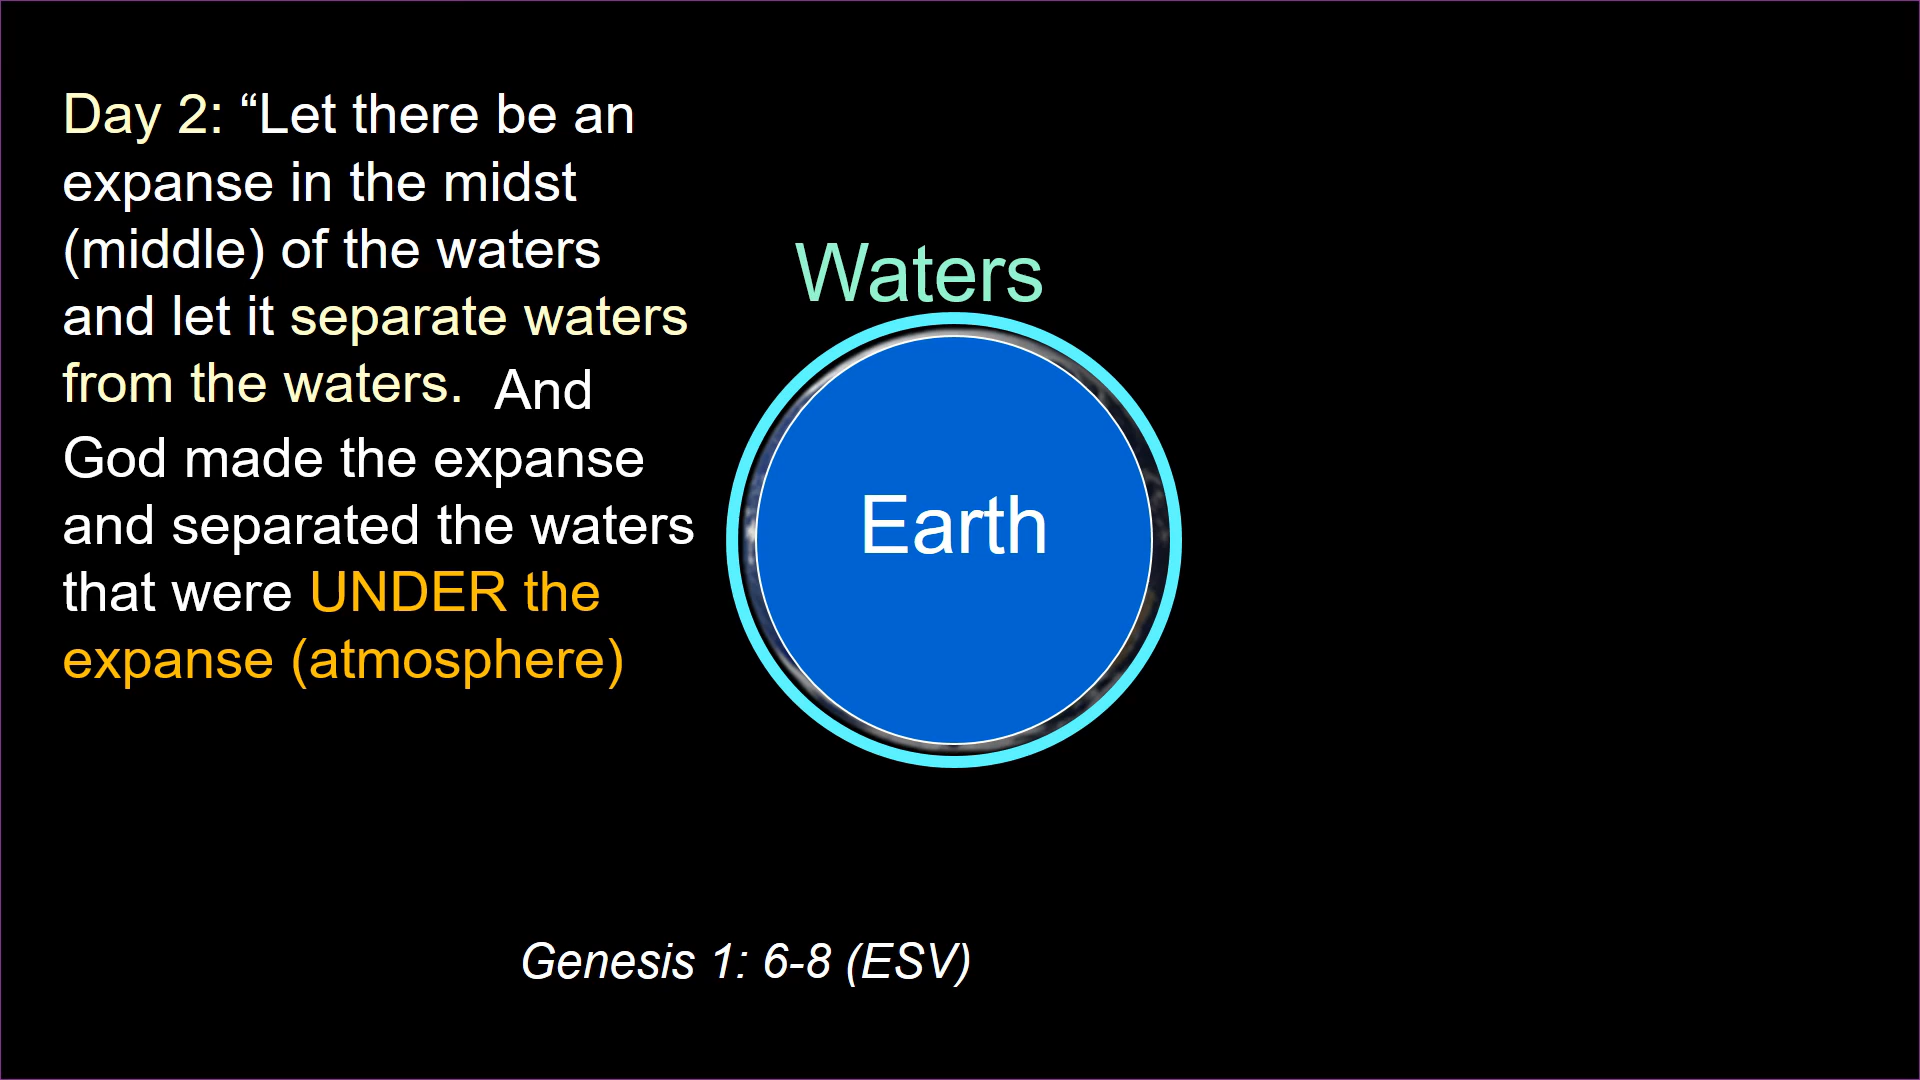 Day 2: “Let there be an
expanse in the midst
(middle) of the waters
and let it separate waters
from the waters. And
God made the expanse
and separated the waters
that were UNDER the
expanse (atmosphere)
Waters
Earth
Genesis 1: 6-8 (ESV)